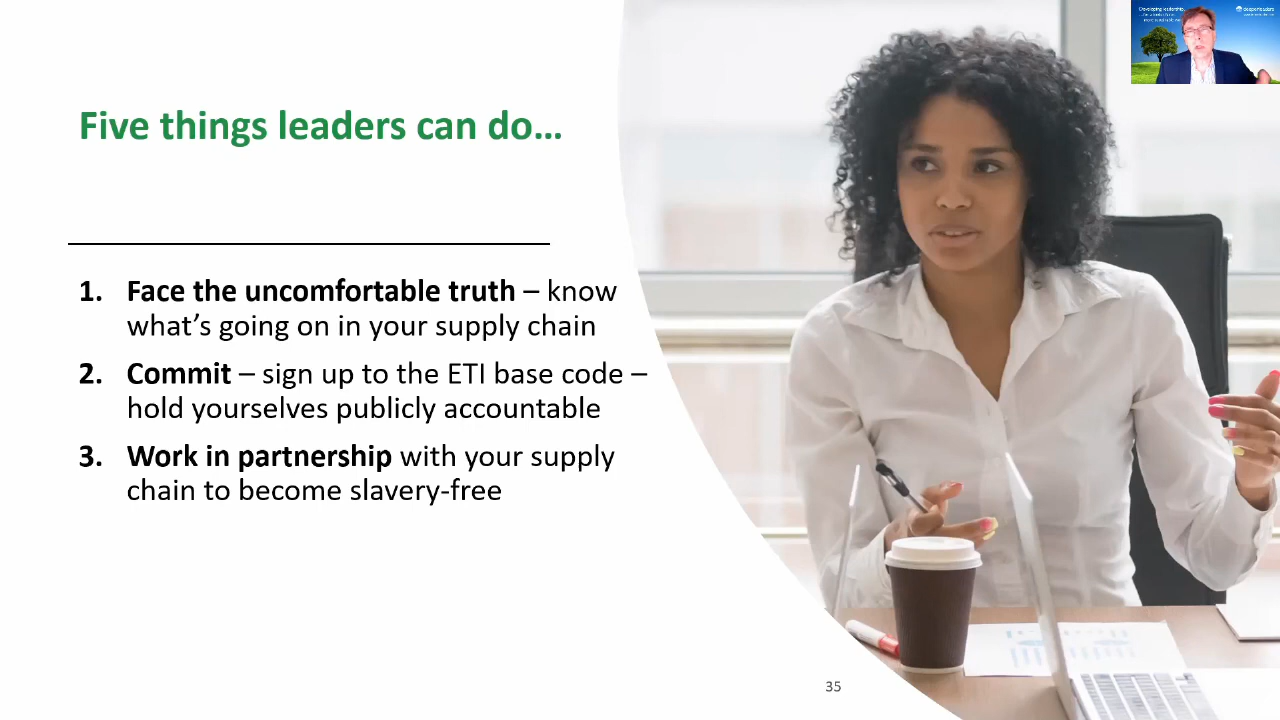 Five things leaders can do...
1. Face the uncomfortable truth – know
what's going on in your supply chain
2. Commit – sign up to the ETI base code –
hold yourselves publicly accountable
3. Work in partnership with your supply
chain to become slavery-free
35
Developing leadership...